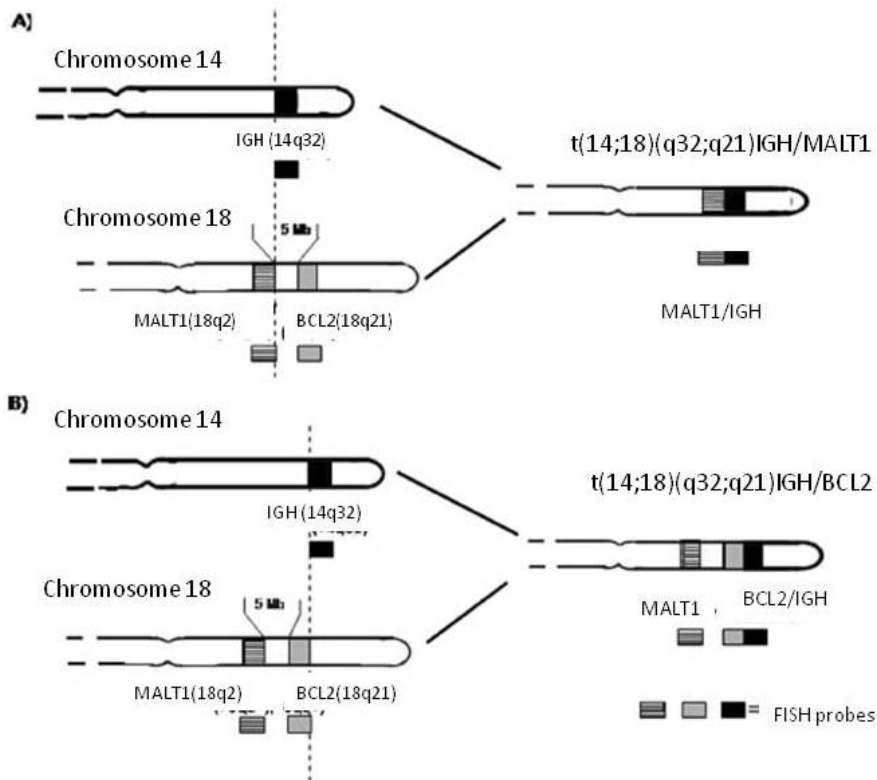 A)
Chromosome 14
IGH (14q32)
t(14;18)(q32;q21)IGH/MALT1
Chromosome 18
5 Mb
MALT1(18q2)
BCL2(18q21)
MALT1/IGH
B)
Chromosome 14
t(14;18)(q32;q21)IGH/BCL2
IGH (14q32)
Chromosome 18
5 Mb
MALT1
BCL2/IGH
MALT1(18q2)
BCL2(18q21)
= FISH probes